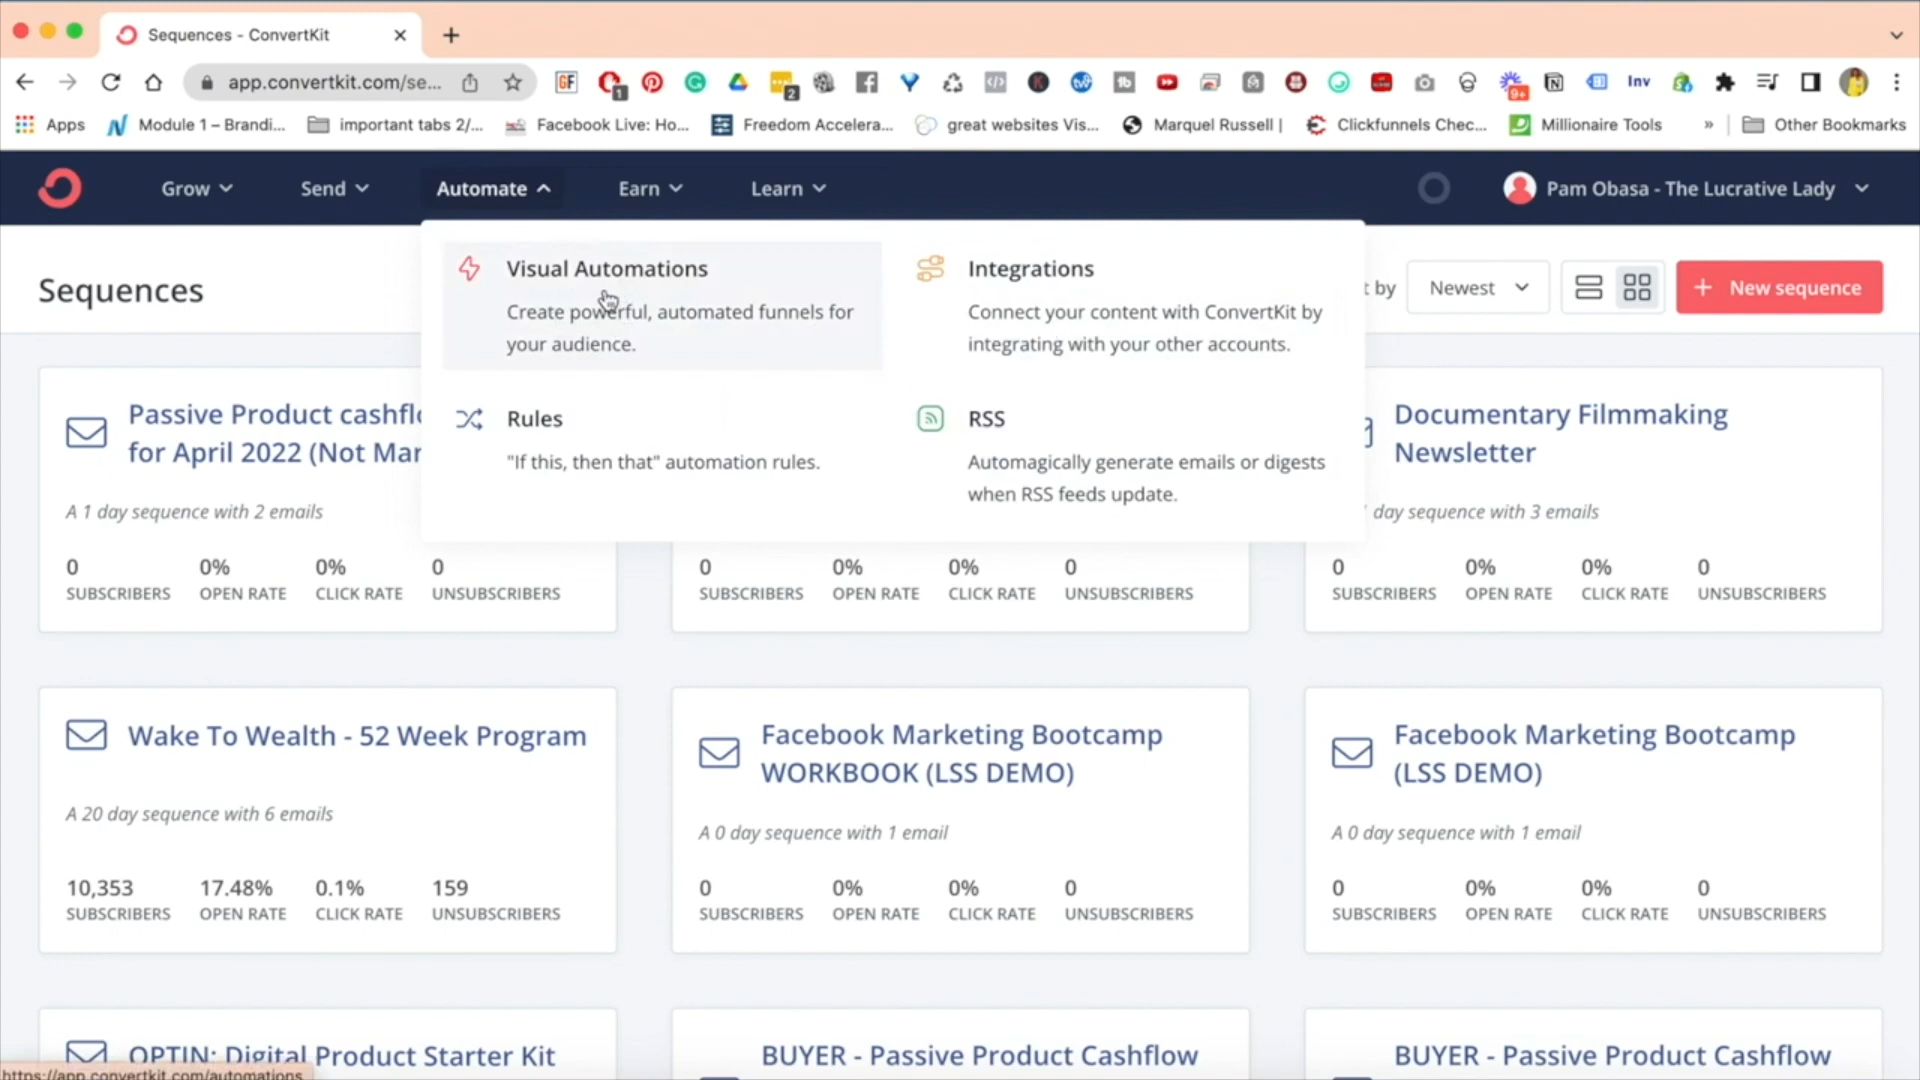 Sequences - ConvertKit
app.convertkit.com/se...
GF
1
2
9+
Inv
Apps
Module 1 – Brandi...
important tabs 2/...
Facebook Live: Ho...
Freedom Accelera...
great websites Vis...
Marquel Russell |
Clickfunnels Chec...
Millionaire Tools
»
Other Bookmarks
Grow
Send
Automate
Earn
Learn
Pam Obasa - The Lucrative Lady
Sequences
t by
Newest
+ New sequence
Visual Automations
Create powerful, automated funnels for
your audience.
Integrations
Connect your content with ConvertKit by
integrating with your other accounts.
Rules
"If this, then that" automation rules.
RSS
Automagically generate emails or digests
when RSS feeds update.
Passive Product cashflo
for April 2022 (Not Mar
A 1 day sequence with 2 emails
0 0% 0% 0
SUBSCRIBERS OPEN RATE CLICK RATE UNSUBSCRIBERS
0 0% 0% 0
SUBSCRIBERS OPEN RATE CLICK RATE UNSUBSCRIBERS
Documentary Filmmaking
Newsletter
day sequence with 3 emails
0 0% 0% 0
SUBSCRIBERS OPEN RATE CLICK RATE UNSUBSCRIBERS
Wake To Wealth - 52 Week Program
A 20 day sequence with 6 emails
10,353 17.48% 0.1% 159
SUBSCRIBERS OPEN RATE CLICK RATE UNSUBSCRIBERS
Facebook Marketing Bootcamp
WORKBOOK (LSS DEMO)
A 0 day sequence with 1 email
0 0% 0% 0
SUBSCRIBERS OPEN RATE CLICK RATE UNSUBSCRIBERS
Facebook Marketing Bootcamp
(LSS DEMO)
A 0 day sequence with 1 email
0 0% 0% 0
SUBSCRIBERS OPEN RATE CLICK RATE UNSUBSCRIBERS
OPTIN: Digital Product Starter Kit
BUYER - Passive Product Cashflow
BUYER - Passive Product Cashflow
https://app.convertkit.com/automations